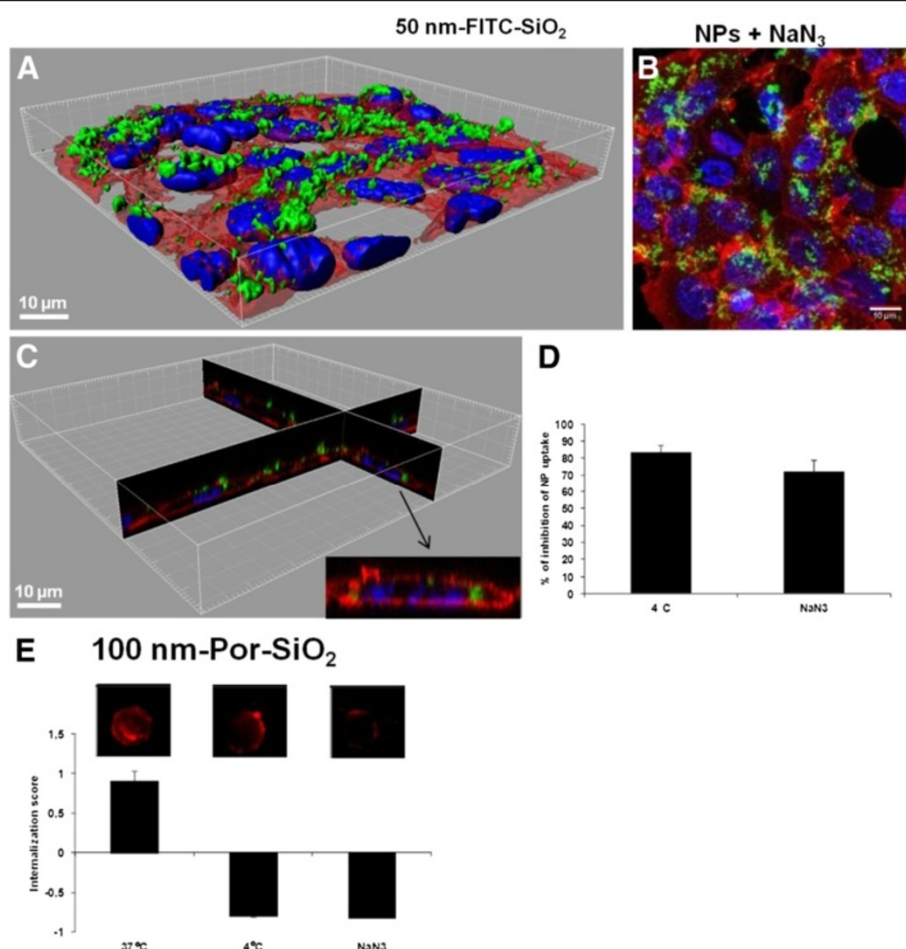 50 nm-FITC-SiO₂
NPs + NaN₃
A
B
10 µm
10 µm
C
D
10 µm
% of inhibition of NP uptake
100
90
80
70
60
50
40
30
20
10
0
4 C
NaN3
E 100 nm-Por-SiO₂
Internalization score
1,5
1
0,5
0
-0,5
-1
37ºC
4ºC
NaN3